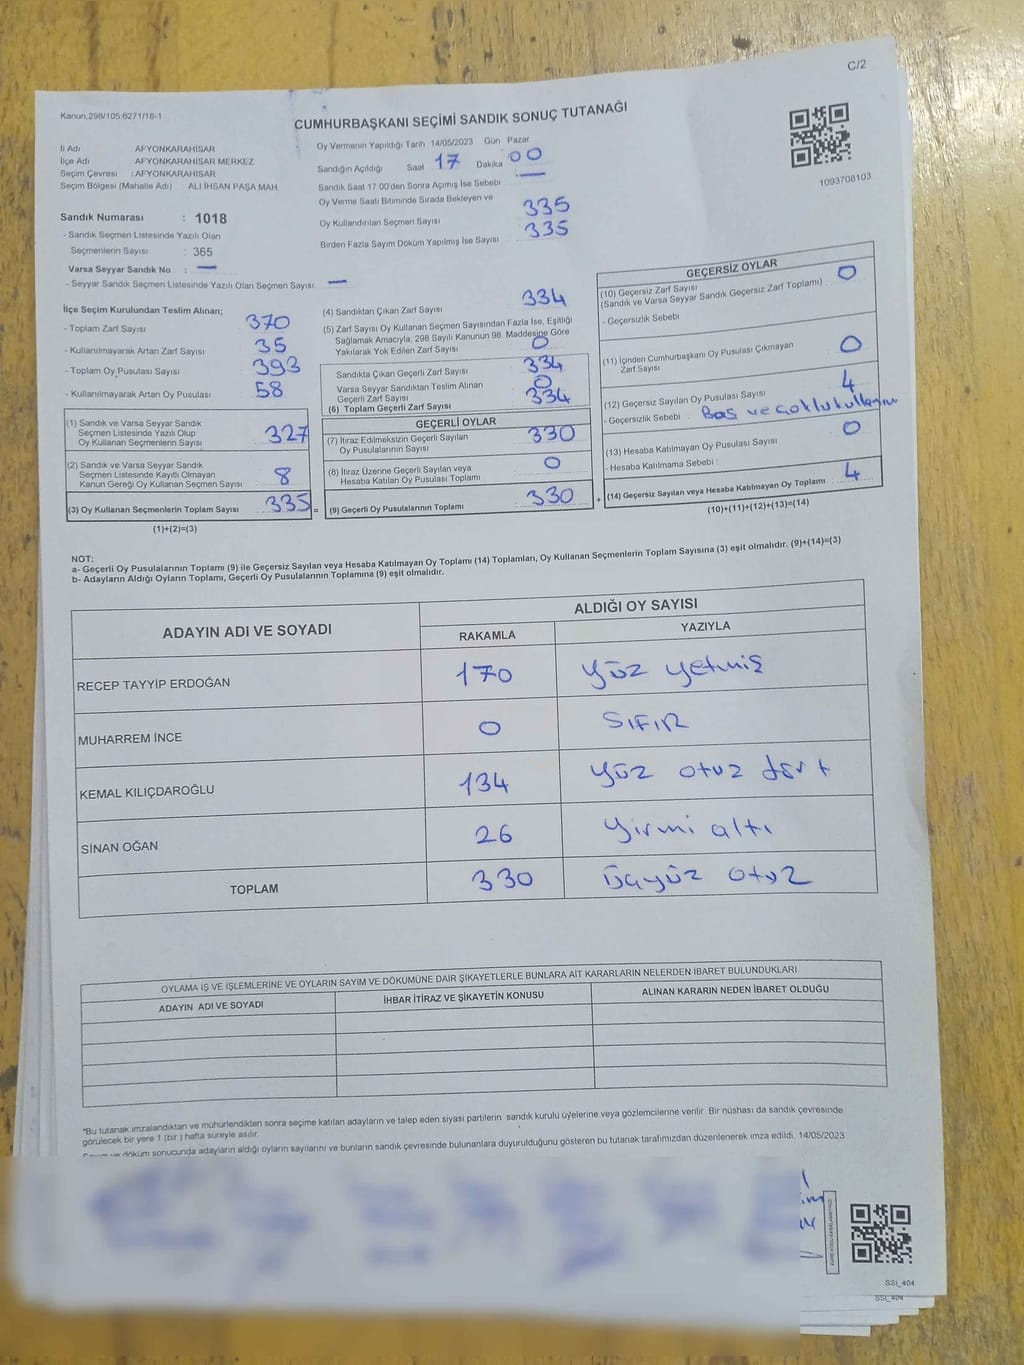 C/2
Kanun,298/105;6271/18-1
CUMHURBAŞKANI SEÇİMİ SANDIK SONUÇ TUTANAĞI
İl Adı AFYONKARAHİSAR
İlçe Adı AFYONKARAHİSAR MERKEZ
Seçim Çevresi : AFYONKARAHİSAR
Seçim Bölgesi (Mahalle Adı) : ALİ İHSAN PAŞA MAH.
Sandık Numarası : 1018
- Sandık Seçmen Listesinde Yazılı Olan
Seçmenlerin Sayısı : 365
Varsa Seyyar Sandık No : —
- Seyyar Sandık Seçmen Listesinde Yazılı Olan Seçmen Sayısı: —
Oy Vermenin Yapıldığı Tarih 14/05/2023 Gün Pazar
Sandığın Açıldığı Saat 17 Dakika 00
Sandık Saat 17:00'den Sonra Açılmış İse Sebebi —
Oy Verme Saati Bitiminde Sırada Bekleyen ve
Oy Kullandırılan Seçmen Sayısı 335
Birden Fazla Sayım Döküm Yapılmış İse Sayısı 335
1093708103
İlçe Seçim Kurulundan Teslim Alınan;
- Toplam Zarf Sayısı 370
- Kullanılmayarak Artan Zarf Sayısı 35
- Toplam Oy Pusulası Sayısı 393
- Kullanılmayarak Artan Oy Pusulası 58
(1) Sandık ve Varsa Seyyar Sandık
Seçmen Listesinde Yazılı Olup
Oy Kullanan Seçmenlerin Sayısı 327
(2) Sandık ve Varsa Seyyar Sandık
Seçmen Listesinde Kayıtlı Olmayan
Kanun Gereği Oy Kullanan Seçmen Sayısı 8
(3) Oy Kullanan Seçmenlerin Toplam Sayısı 335 =
(1)+(2)=(3)
(4) Sandıktan Çıkan Zarf Sayısı 334
(5) Zarf Sayısı Oy Kullanan Seçmen Sayısından Fazla İse, Eşitliği
Sağlamak Amacıyla, 298 Sayılı Kanunun 98. Maddesine Göre
Yakılarak Yok Edilen Zarf Sayısı 0
Sandıkta Çıkan Geçerli Zarf Sayısı 334
Varsa Seyyar Sandıktan Teslim Alınan
Geçerli Zarf Sayısı 0
(6) Toplam Geçerli Zarf Sayısı 334
GEÇERLİ OYLAR
(7) İtiraz Edilmeksizin Geçerli Sayılan
Oy Pusulalarının Sayısı 330
(8) İtiraz Üzerine Geçerli Sayılan veya
Hesaba Katılan Oy Pusulası Toplamı 0
(9) Geçerli Oy Pusulalarının Toplamı 330 +
GEÇERSİZ OYLAR
(10) Geçersiz Zarf Sayısı
(Sandık ve Varsa Seyyar Sandık Geçersiz Zarf Toplamı) 0
- Geçersizlik Sebebi
(11) İçinden Cumhurbaşkanı Oy Pusulası Çıkmayan
Zarf Sayısı 0
(12) Geçersiz Sayılan Oy Pusulası Sayısı 4
- Geçersizlik Sebebi : Boş ve çoklu
(13) Hesaba Katılmayan Oy Pusulası Sayısı 0
- Hesaba Katılmama Sebebi :
(14) Geçersiz Sayılan veya Hesaba Katılmayan Oy Toplamı 4
(10)+(11)+(12)+(13)=(14)
NOT:
a- Geçerli Oy Pusulalarının Toplamı (9) ile Geçersiz Sayılan veya Hesaba Katılmayan Oy Toplamı (14) Toplamları, Oy Kullanan Seçmenlerin Toplam Sayısına (3) eşit olmalıdır. (9)+(14)=(3)
b- Adayların Aldığı Oyların Toplamı, Geçerli Oy Pusulalarının Toplamına (9) eşit olmalıdır.
ADAYIN ADI VE SOYADI ALDIĞI OY SAYISI
RAKAMLA YAZIYLA
RECEP TAYYİP ERDOĞAN 170 yüz yetmiş
MUHARREM İNCE 0 SIFIR
KEMAL KILIÇDAROĞLU 134 yüz otuz dört
SİNAN OĞAN 26 yirmi altı
TOPLAM 330 üçyüz otuz
OYLAMA İŞ VE İŞLEMLERİNE VE OYLARIN SAYIM VE DÖKÜMÜNE DAİR ŞİKAYETLERLE BUNLARA AİT KARARLARIN NELERDEN İBARET BULUNDUKLARI
ADAYIN ADI VE SOYADI İHBAR İTİRAZ VE ŞİKAYETİN KONUSU ALINAN KARARIN NEDEN İBARET OLDUĞU
*Bu tutanak imzalandıktan ve mühürlendikten sonra seçime katılan adayların ve talep eden siyasi partilerin sandık kurulu üyelerine veya gözlemcilerine verilir. Bir nüshası da sandık çevresinde
görülecek bir yere 1 (bir) hafta süreyle asılır.
Sayım ve döküm sonucunda adayların aldığı oyların sayılarını ve bunların sandık çevresinde bulunanlara duyurulduğunu gösteren bu tutanak tarafımızdan düzenlenerek imza edildi. 14/05/2023
SSI_404
SSI_404